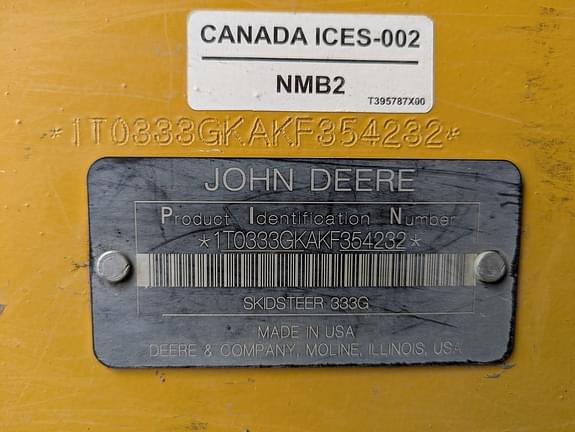 CANADA ICES-002
NMB2
T395787X00
*1T0333GKAKF354232*
JOHN DEERE
Product Identification Number
*1T0333GKAKF354232*
SKIDSTEER 333G
MADE IN USA
DEERE & COMPANY, MOLINE, ILLINOIS, USA